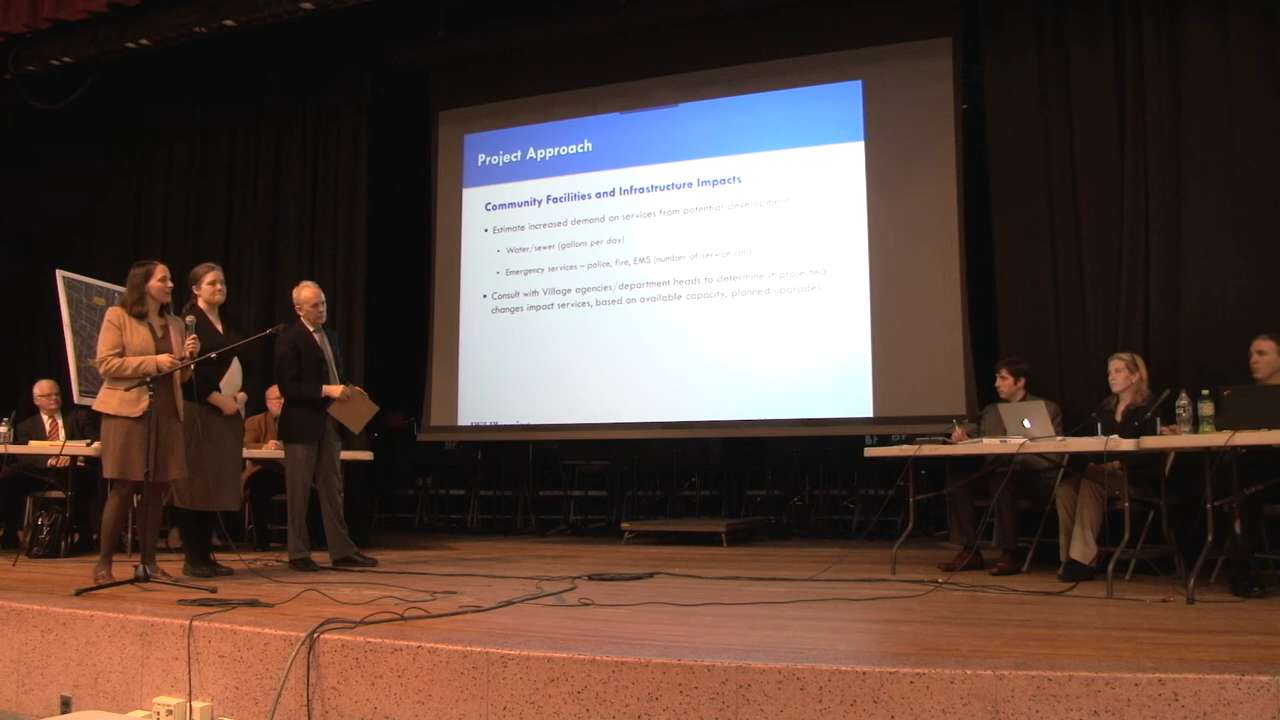 Project Approach
Community Facilities and Infrastructure Impacts
• Estimate increased demand on services from potential development
• Water/sewer (gallons per day)
• Emergency services – police, fire, EMS (number of service
• Consult with Village agencies/department heads to determine if projected
changes impact services, based on available capacity, planned upgrades